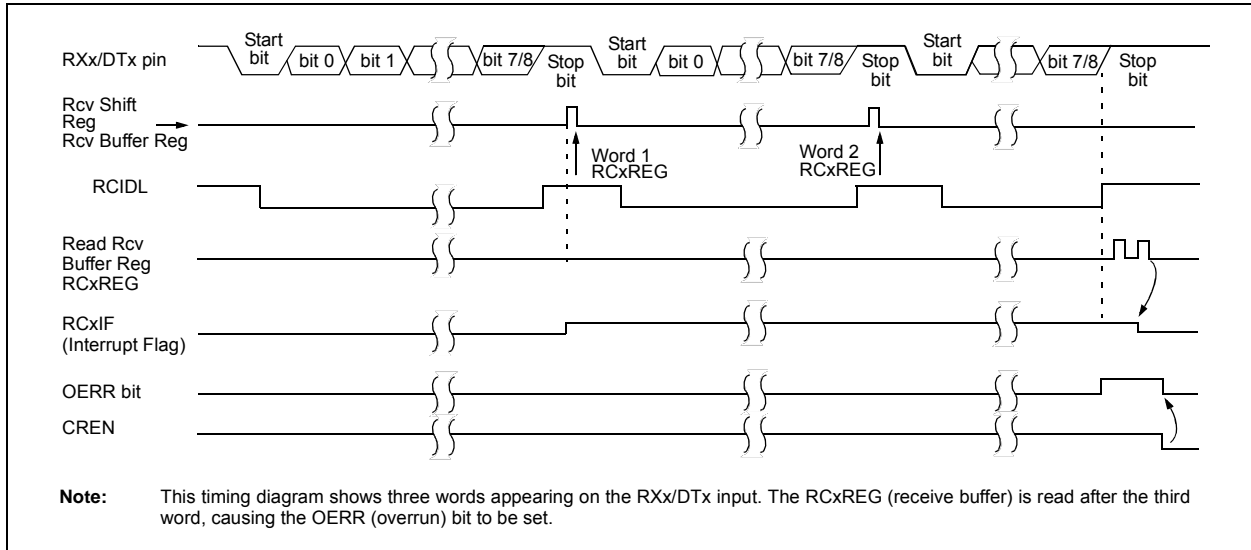 Start bit
bit 0
bit 1
bit 7/8
Stop bit
Start bit
bit 0
bit 7/8
Stop bit
Start bit
bit 7/8
Stop bit
RXx/DTx pin
Rcv Shift
Reg
Rcv Buffer Reg
Word 1
RCxREG
Word 2
RCxREG
RCIDL
Read Rcv
Buffer Reg
RCxREG
RCxIF
(Interrupt Flag)
OERR bit
CREN
Note: This timing diagram shows three words appearing on the RXx/DTx input. The RCxREG (receive buffer) is read after the third
word, causing the OERR (overrun) bit to be set.